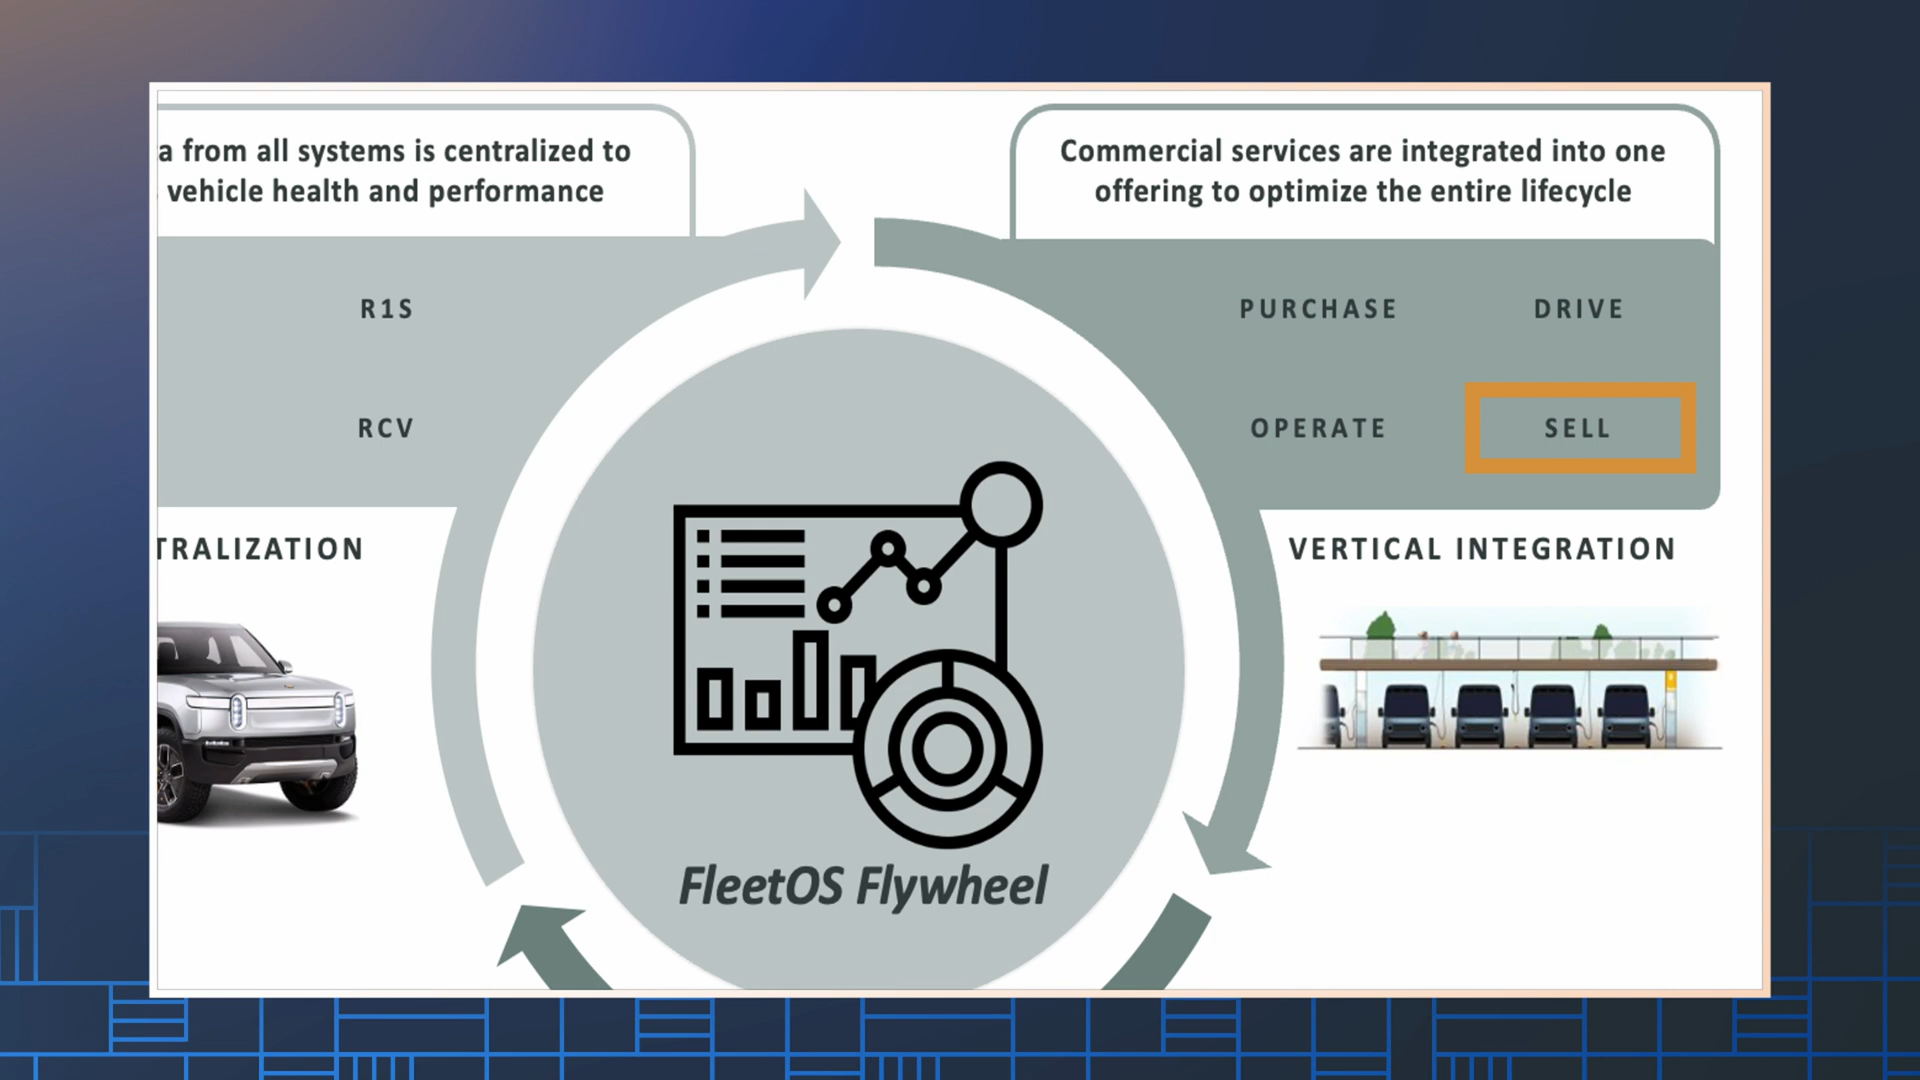 a from all systems is centralized to
vehicle health and performance
R1S
RCV
TRALIZATION
Commercial services are integrated into one
offering to optimize the entire lifecycle
PURCHASE DRIVE
OPERATE SELL
VERTICAL INTEGRATION
FleetOS Flywheel